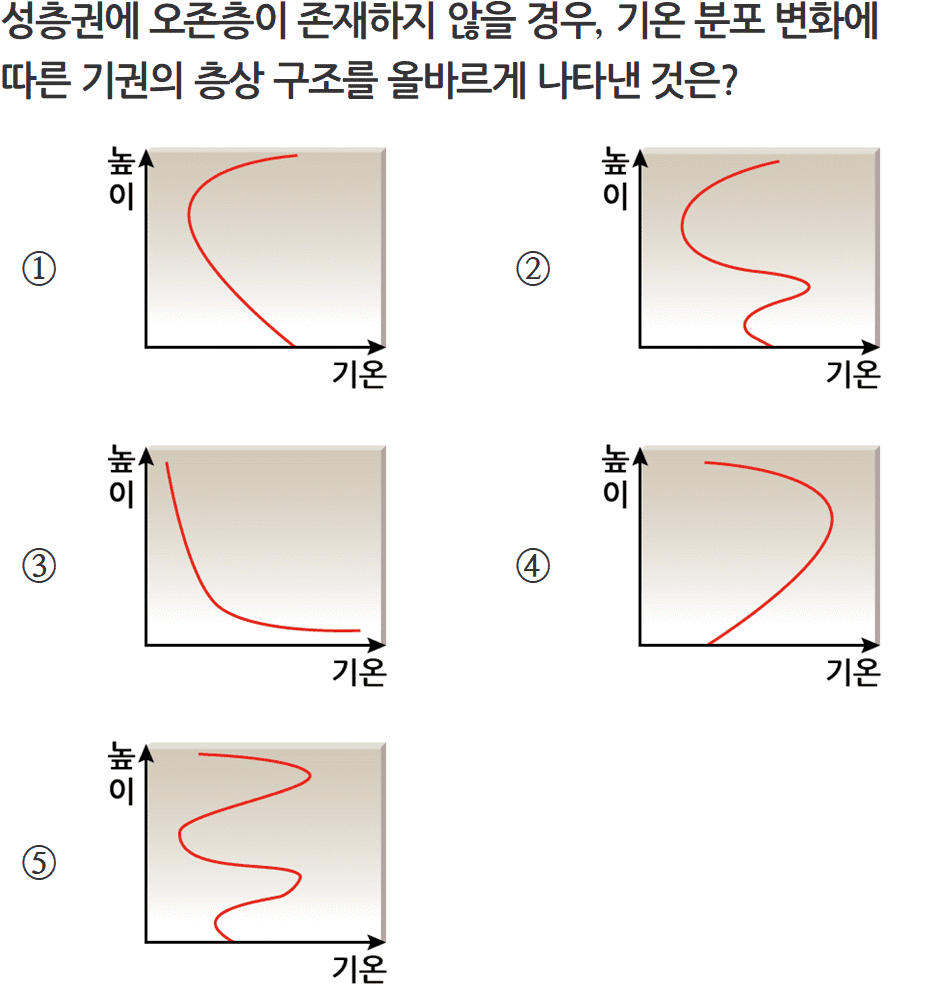 성층권에 오존층이 존재하지 않을 경우, 기온 분포 변화에
따른 기권의 층상 구조를 올바르게 나타낸 것은?
①
높이
기온
②
높이
기온
③
높이
기온
④
높이
기온
⑤
높이
기온